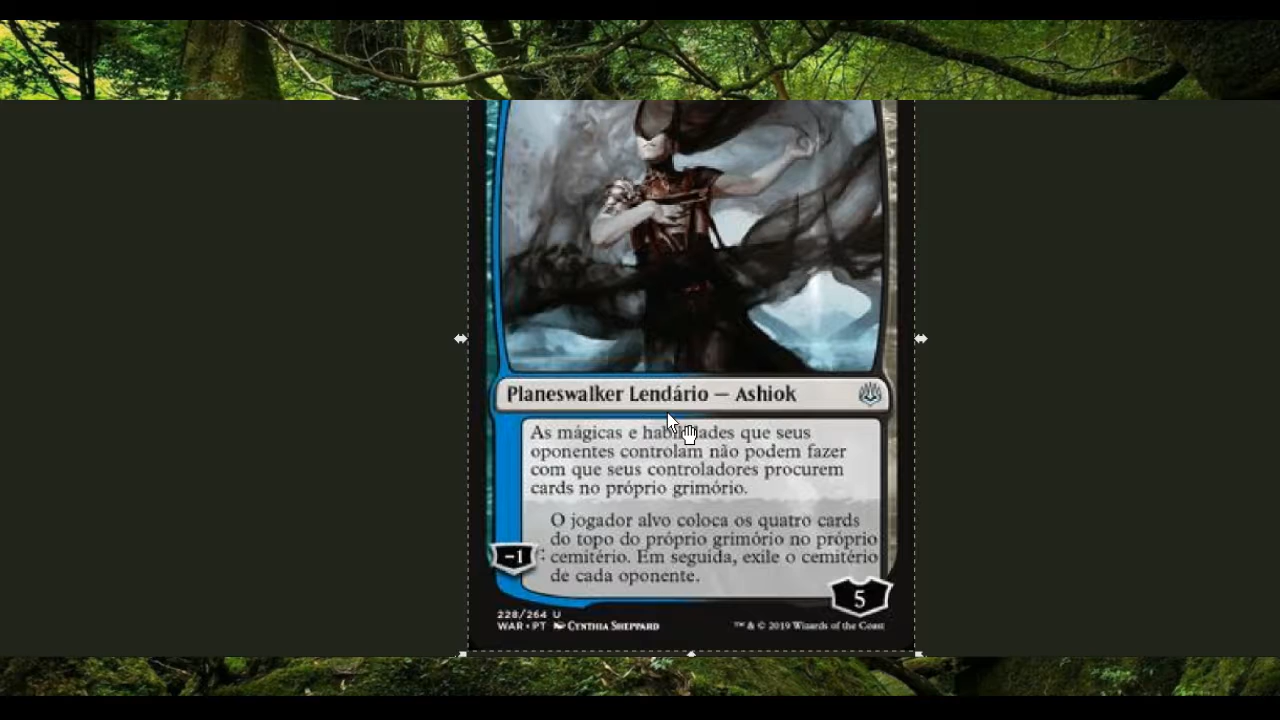 Planeswalker Lendário — Ashiok
As mágicas e habilidades que seus
oponentes controlam não podem fazer
com que seus controladores procurem
cards no próprio grimório.
O jogador alvo coloca os quatro cards
do topo do próprio grimório no próprio
−1: cemitério. Em seguida, exile o cemitério
de cada oponente.
5
228/264 U
WAR • PT Cynthia Sheppard
™ & © 2019 Wizards of the Coast